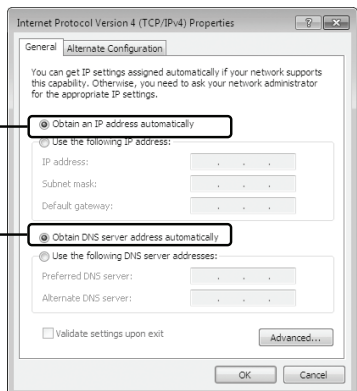 Internet Protocol Version 4 (TCP/IPv4) Properties
General
Alternate Configuration
You can get IP settings assigned automatically if your network supports
this capability. Otherwise, you need to ask your network administrator
for the appropriate IP settings.
Obtain an IP address automatically
Use the following IP address:
IP address:
Subnet mask:
Default gateway:
Obtain DNS server address automatically
Use the following DNS server addresses:
Preferred DNS server:
Alternate DNS server:
Validate settings upon exit
Advanced...
OK
Cancel